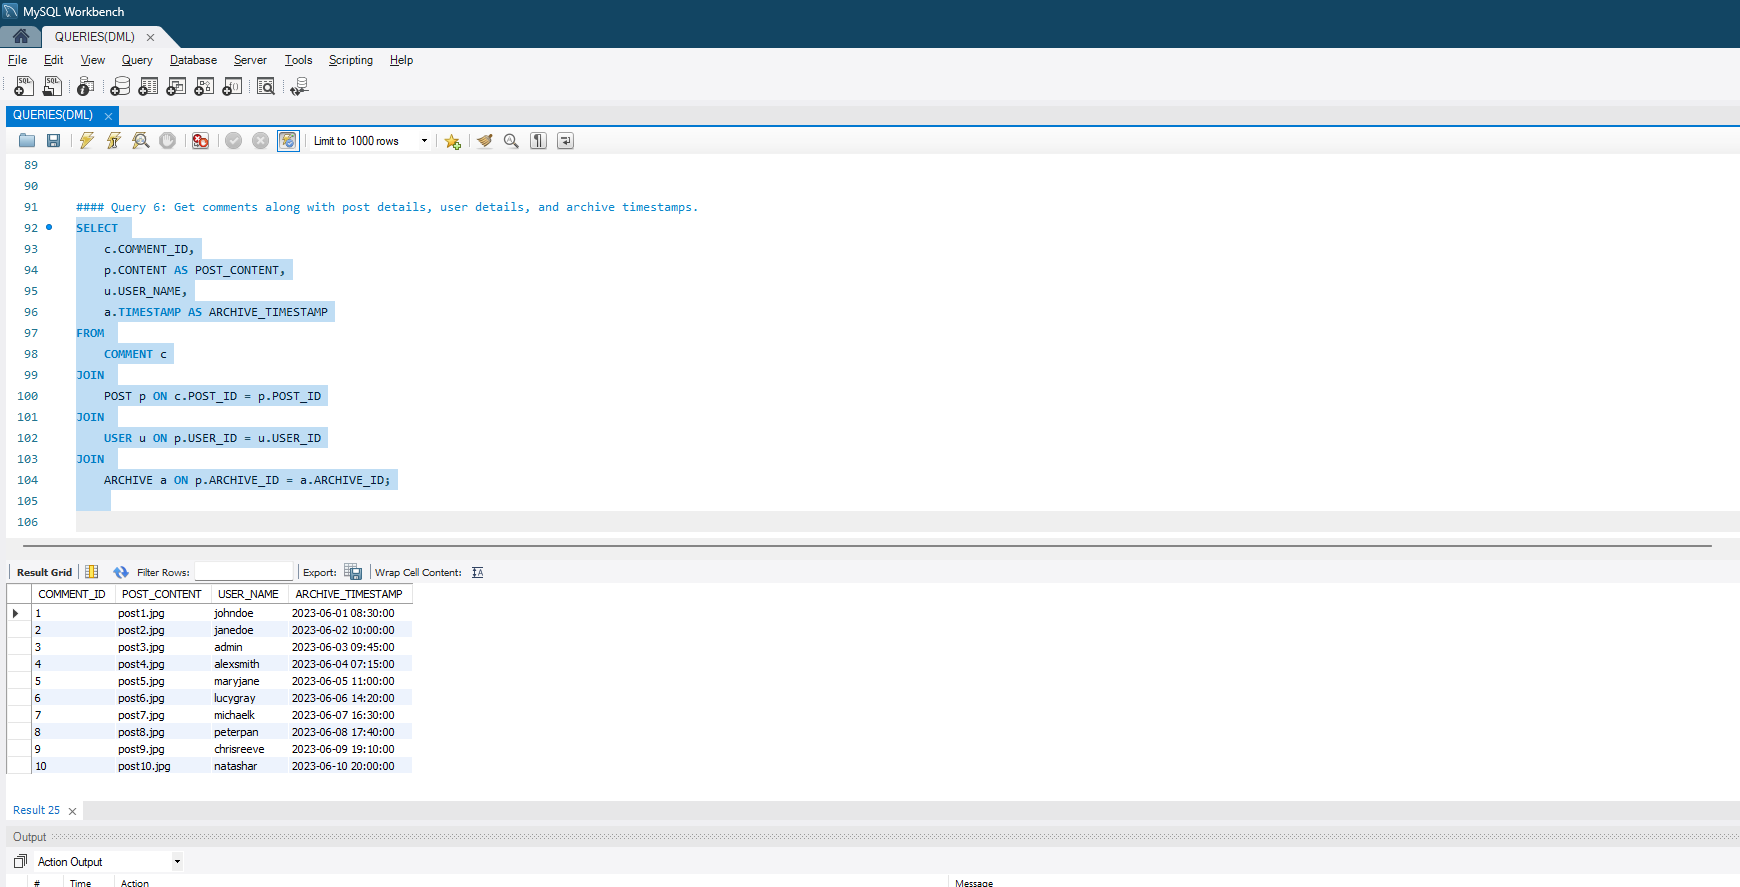 MySQL Workbench
QUERIES(DML)
File Edit View Query Database Server Tools Scripting Help
QUERIES(DML)
Limit to 1000 rows
89
90
91 #### Query 6: Get comments along with post details, user details, and archive timestamps.
92 SELECT
93 c.COMMENT_ID,
94 p.CONTENT AS POST_CONTENT,
95 u.USER_NAME,
96 a.TIMESTAMP AS ARCHIVE_TIMESTAMP
97 FROM
98 COMMENT c
99 JOIN
100 POST p ON c.POST_ID = p.POST_ID
101 JOIN
102 USER u ON p.USER_ID = u.USER_ID
103 JOIN
104 ARCHIVE a ON p.ARCHIVE_ID = a.ARCHIVE_ID;
105
106
Result Grid Filter Rows: Export: Wrap Cell Content:
COMMENT_ID POST_CONTENT USER_NAME ARCHIVE_TIMESTAMP
1 post1.jpg johndoe 2023-06-01 08:30:00
2 post2.jpg janedoe 2023-06-02 10:00:00
3 post3.jpg admin 2023-06-03 09:45:00
4 post4.jpg alexsmith 2023-06-04 07:15:00
5 post5.jpg maryjane 2023-06-05 11:00:00
6 post6.jpg lucygray 2023-06-06 14:20:00
7 post7.jpg michaelk 2023-06-07 16:30:00
8 post8.jpg peterpan 2023-06-08 17:40:00
9 post9.jpg chrisreeve 2023-06-09 19:10:00
10 post10.jpg natashar 2023-06-10 20:00:00
Result 25
Output
Action Output
# Time Action Message